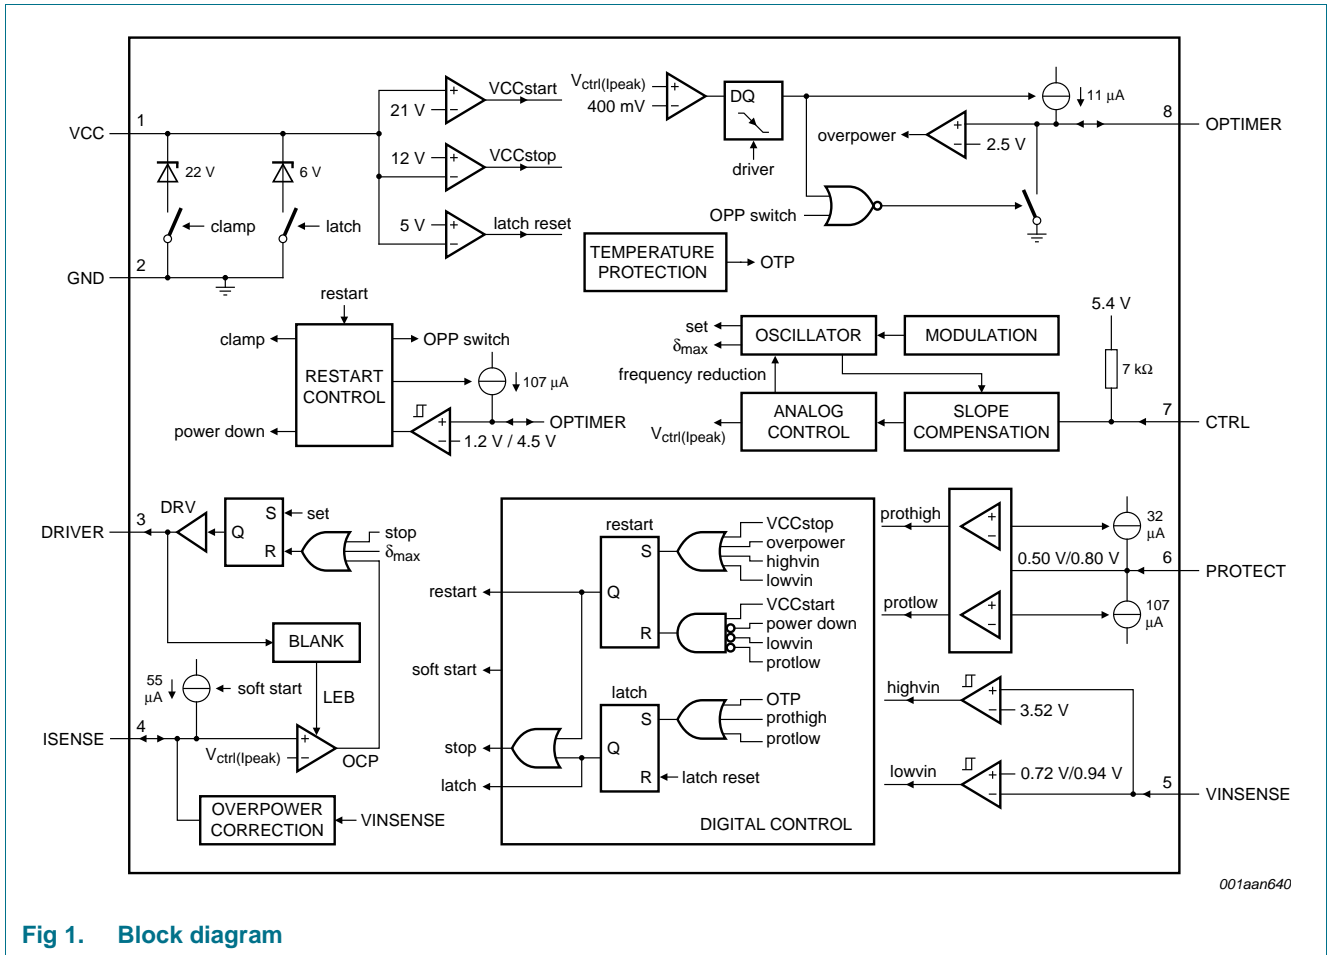 VCC
1
22 V
clamp
6 V
latch
GND
2
21 V
VCCstart
12 V
VCCstop
5 V
latch reset
Vctrl(Ipeak)
400 mV
DQ
driver
11 μA
8
OPTIMER
overpower
2.5 V
OPP switch
TEMPERATURE
PROTECTION
OTP
restart
clamp
RESTART
CONTROL
OPP switch
107 μA
OPTIMER
1.2 V / 4.5 V
power down
set
δmax
OSCILLATOR
MODULATION
frequency reduction
5.4 V
7 kΩ
Vctrl(Ipeak)
ANALOG
CONTROL
SLOPE
COMPENSATION
7
CTRL
DRIVER
3
DRV
Q
S
R
set
stop
δmax
BLANK
LEB
55
μA
soft start
ISENSE
4
Vctrl(Ipeak)
OCP
OVERPOWER
CORRECTION
VINSENSE
restart
S
Q
R
VCCstop
overpower
highvin
lowvin
VCCstart
power down
lowvin
protlow
restart
soft start
latch
S
Q
R
OTP
prothigh
protlow
latch reset
stop
latch
DIGITAL CONTROL
prothigh
32
μA
0.50 V/0.80 V
6
PROTECT
protlow
107
μA
highvin
3.52 V
lowvin
0.72 V/0.94 V
5
VINSENSE
001aan640
Fig 1. Block diagram